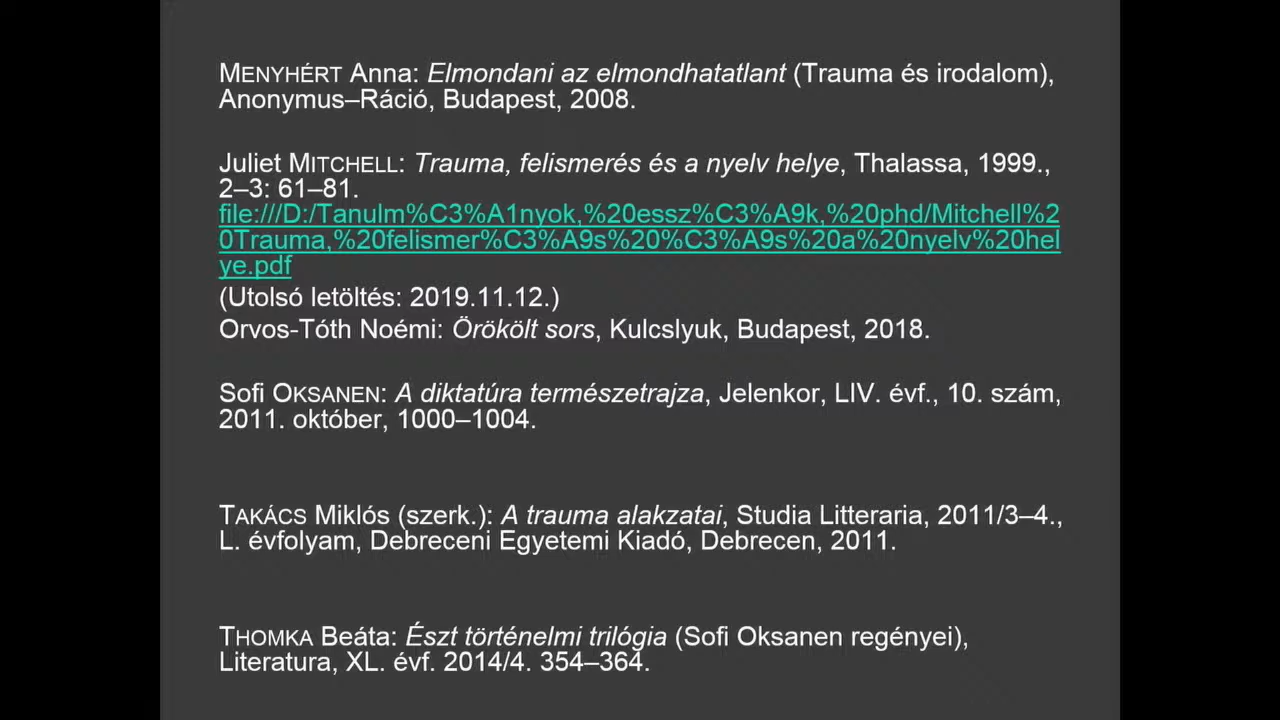 MENYHÉRT Anna: Elmondani az elmondhatatlant (Trauma és irodalom),
Anonymus–Ráció, Budapest, 2008.
Juliet MITCHELL: Trauma, felismerés és a nyelv helye, Thalassa, 1999.,
2–3: 61–81.
file:///D:/Tanulm%C3%A1nyok,%20essz%C3%A9k,%20phd/Mitchell%2
0Trauma,%20felismer%C3%A9s%20%C3%A9s%20a%20nyelv%20hel
ye.pdf
(Utolsó letöltés: 2019.11.12.)
Orvos-Tóth Noémi: Örökölt sors, Kulcslyuk, Budapest, 2018.
Sofi OKSANEN: A diktatúra természetrajza, Jelenkor, LIV. évf., 10. szám,
2011. október, 1000–1004.
TAKÁCS Miklós (szerk.): A trauma alakzatai, Studia Litteraria, 2011/3–4.,
L. évfolyam, Debreceni Egyetemi Kiadó, Debrecen, 2011.
THOMKA Beáta: Észt történelmi trilógia (Sofi Oksanen regényei),
Literatura, XL. évf. 2014/4. 354–364.